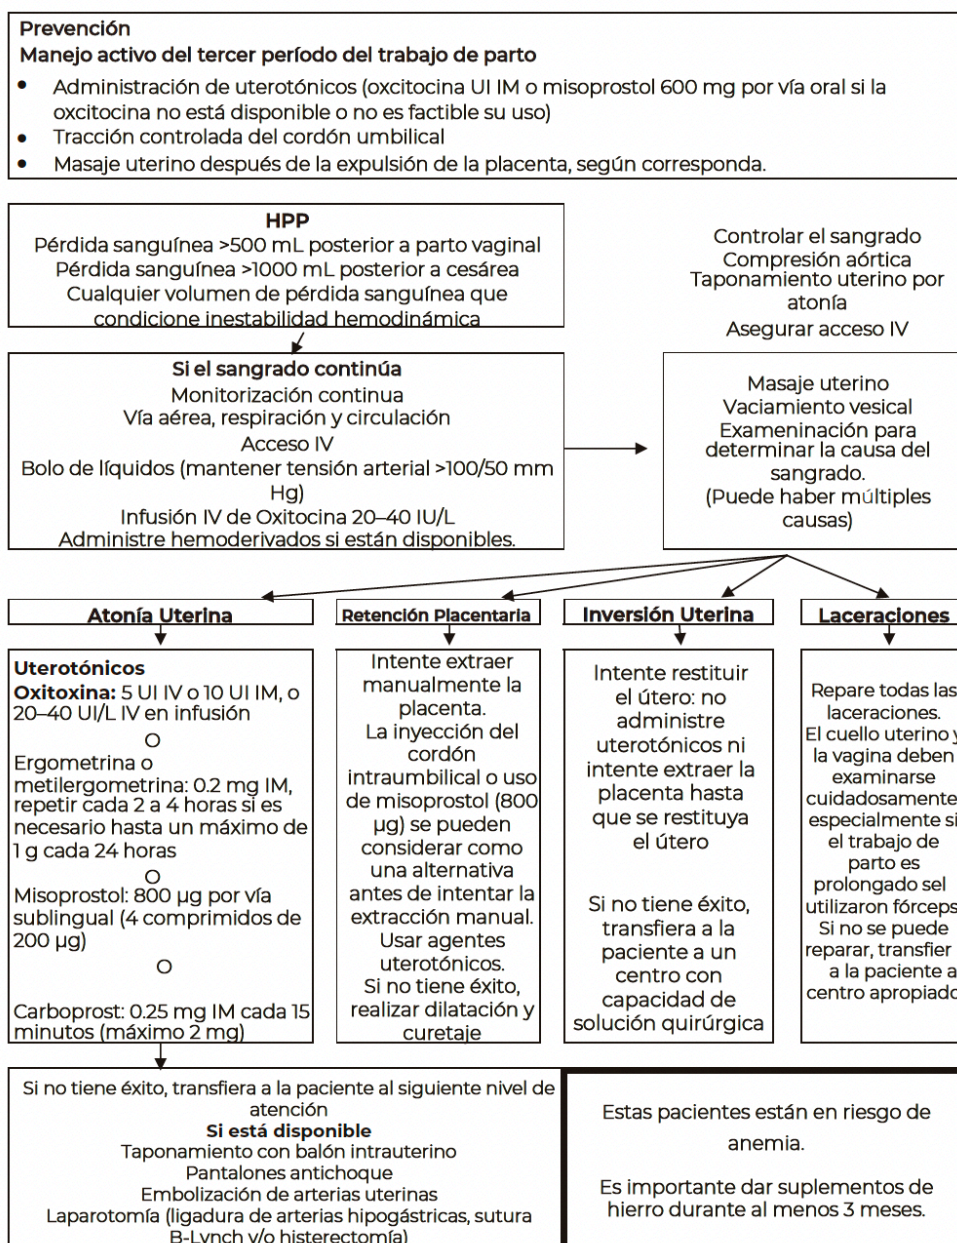 Prevención
Manejo activo del tercer período del trabajo de parto
• Administración de uterotónicos (oxcitocina UI IM o misoprostol 600 mg por vía oral si la
oxcitocina no está disponible o no es factible su uso)
• Tracción controlada del cordón umbilical
• Masaje uterino después de la expulsión de la placenta, según corresponda.
HPP
Pérdida sanguínea >500 mL posterior a parto vaginal
Pérdida sanguínea >1000 mL posterior a cesárea
Cualquier volumen de pérdida sanguínea que
condicione inestabilidad hemodinámica
Controlar el sangrado
Compresión aórtica
Taponamiento uterino por
atonía
Asegurar acceso IV
Si el sangrado continúa
Monitorización continua
Vía aérea, respiración y circulación
Acceso IV
Bolo de líquidos (mantener tensión arterial >100/50 mm
Hg)
Infusión IV de Oxitocina 20–40 IU/L
Administre hemoderivados si están disponibles.
Masaje uterino
Vaciamiento vesical
Exameninación para
determinar la causa del
sangrado.
(Puede haber múltiples
causas)
Atonía Uterina
Uterotónicos
Oxitoxina: 5 UI IV o 10 UI IM, o
20–40 UI/L IV en infusión
O
Ergometrina o
metilergometrina: 0.2 mg IM,
repetir cada 2 a 4 horas si es
necesario hasta un máximo de
1 g cada 24 horas
O
Misoprostol: 800 µg por vía
sublingual (4 comprimidos de
200 µg)
O
Carboprost: 0.25 mg IM cada 15
minutos (máximo 2 mg)
Retención Placentaria
Intente extraer
manualmente la
placenta.
La inyección del
cordón
intraumbilical o uso
de misoprostol (800
µg) se pueden
considerar como
una alternativa
antes de intentar la
extracción manual.
Usar agentes
uterotónicos.
Si no tiene éxito,
realizar dilatación y
curetaje
Inversión Uterina
Intente restituir
el útero: no
administre
uterotónicos ni
intente extraer la
placenta hasta
que se restituya
el útero
Si no tiene éxito,
transfiera a la
paciente a un
centro con
capacidad de
solución quirúrgica
Laceraciones
Repare todas las
laceraciones.
El cuello uterino y
la vagina deben
examinarse
cuidadosamente
especialmente si
el trabajo de
parto es
prolongado sel
utilizaron fórceps
Si no se puede
reparar, transfier
a la paciente a
centro apropiado
Si no tiene éxito, transfiera a la paciente al siguiente nivel de
atención
Si está disponible
Taponamiento con balón intrauterino
Pantalones antichoque
Embolización de arterias uterinas
Laparotomía (ligadura de arterias hipogástricas, sutura
B-Lynch y/o histerectomía)
Estas pacientes están en riesgo de
anemia.
Es importante dar suplementos de
hierro durante al menos 3 meses.